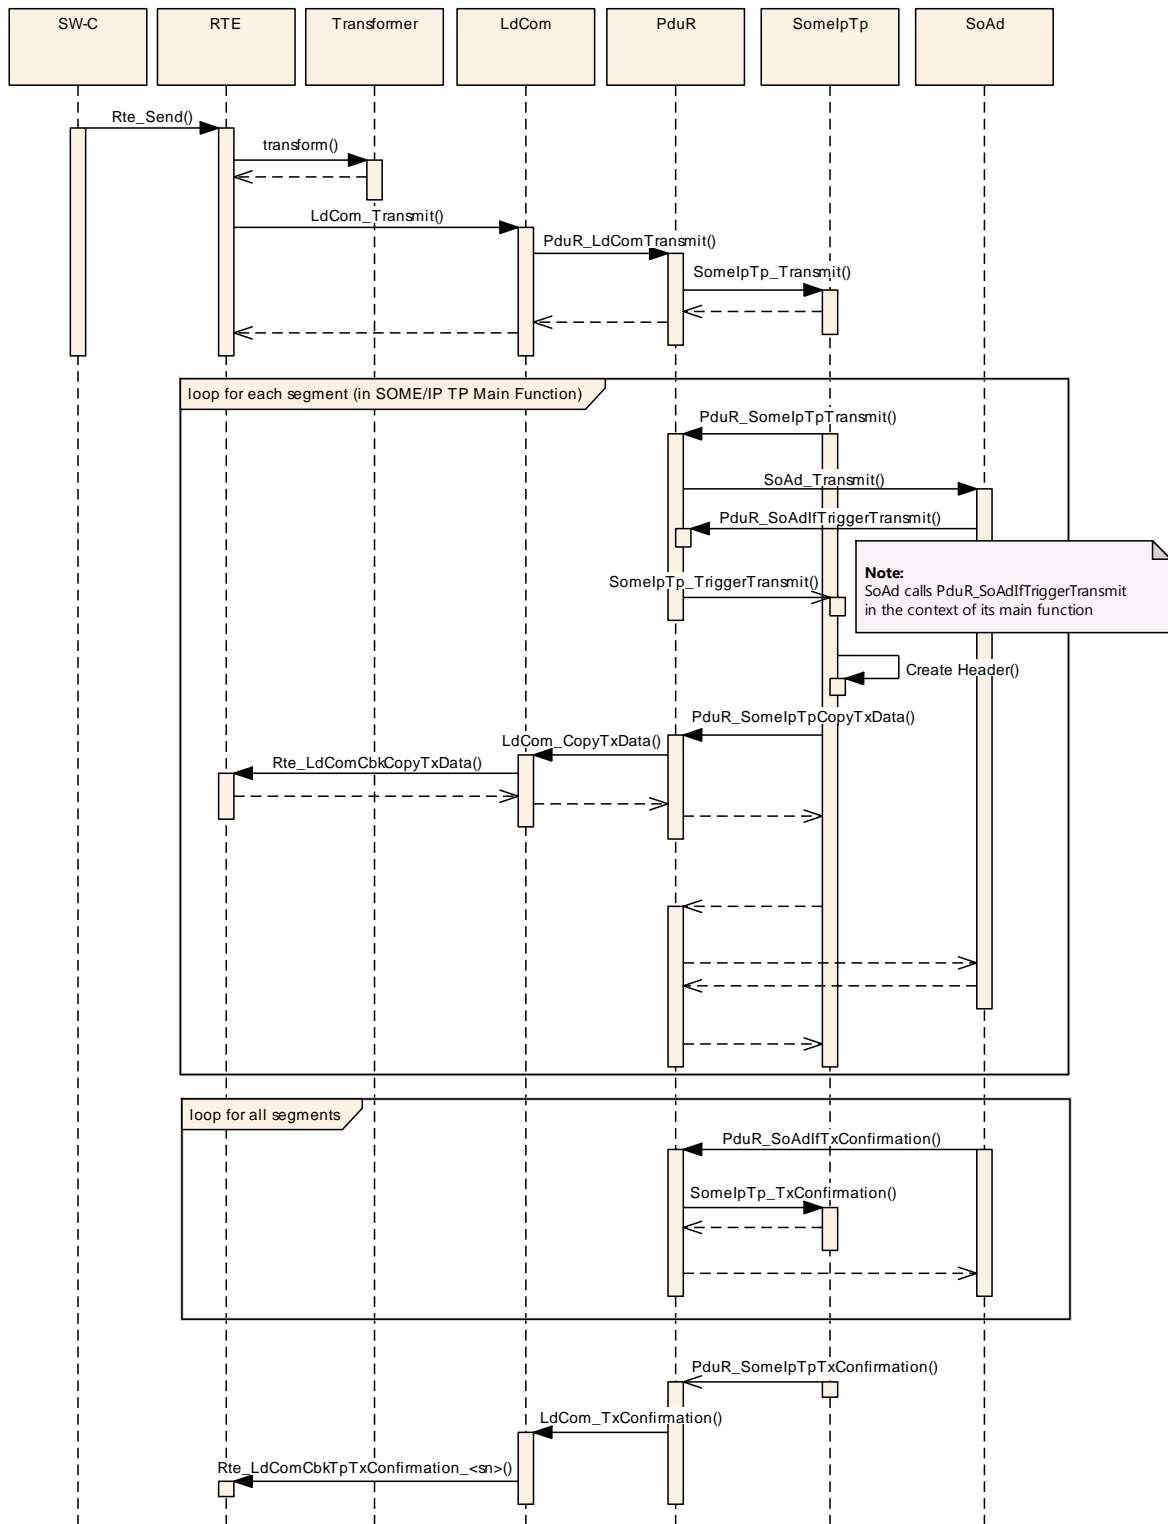 SW-C
RTE
Transformer
LdCom
PduR
SomeIpTp
SoAd
Rte_Send()
transform()
LdCom_Transmit()
PduR_LdComTransmit()
SomeIpTp_Transmit()
loop for each segment (in SOME/IP TP Main Function)
PduR_SomeIpTpTransmit()
SoAd_Transmit()
PduR_SoAdIfTriggerTransmit()
Note:
SoAd calls PduR_SoAdIfTriggerTransmit
in the context of its main function
SomeIpTp_TriggerTransmit()
Create Header()
PduR_SomeIpTpCopyTxData()
LdCom_CopyTxData()
Rte_LdComCbkCopyTxData()
loop for all segments
PduR_SoAdIfTxConfirmation()
SomeIpTp_TxConfirmation()
PduR_SomeIpTpTxConfirmation()
LdCom_TxConfirmation()
Rte_LdComCbkTpTxConfirmation_<sn>()